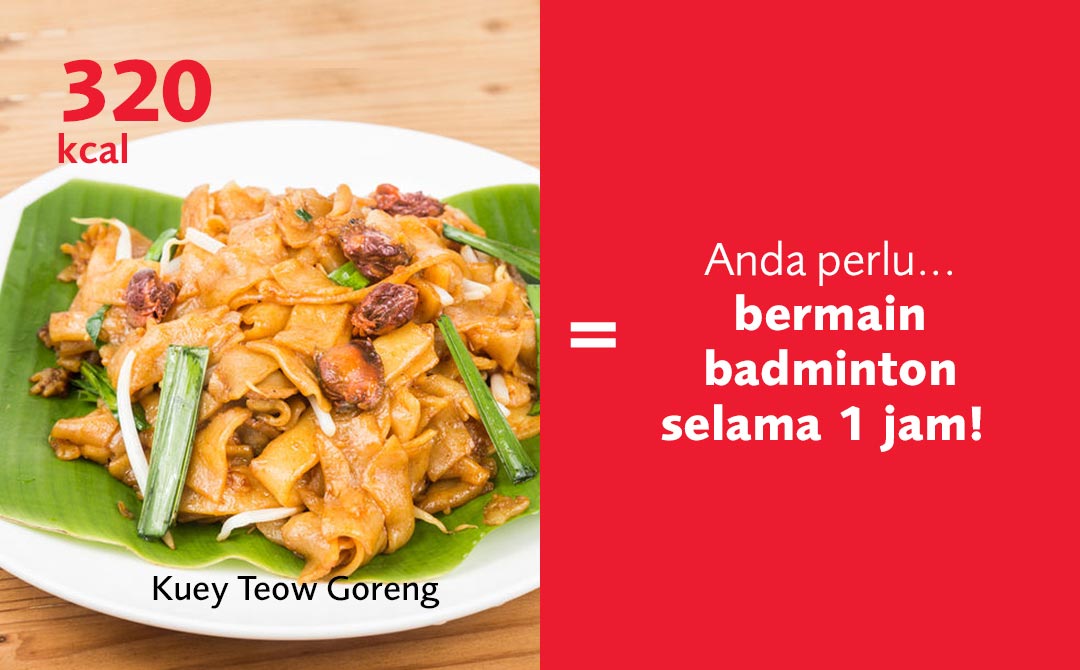 320
kcal
Kuey Teow Goreng
=
Anda perlu...
bermain
badminton
selama 1 jam!